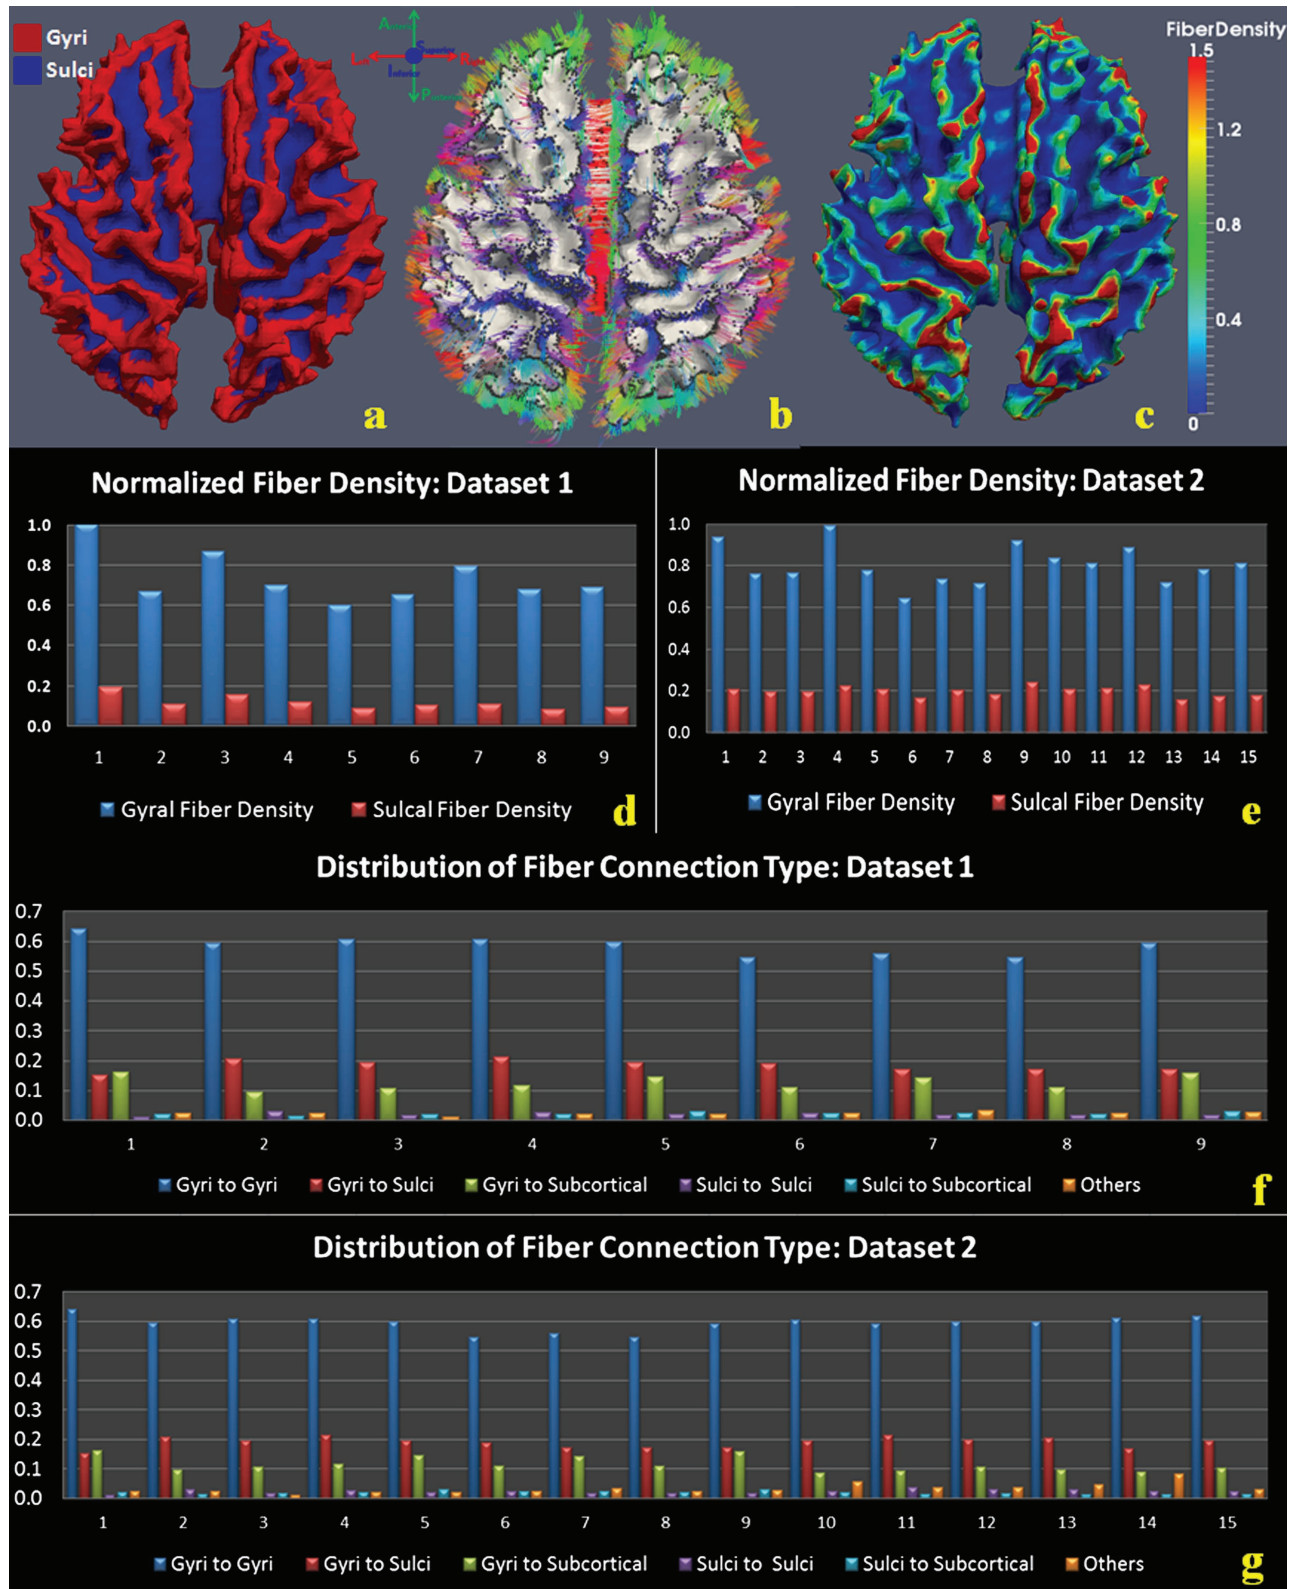 Gyri
Sulci
Anterior
Superior
Left
Right
Inferior
Posterior
FiberDensity
1.5
1.2
0.8
0.4
0
a
b
c
Normalized Fiber Density: Dataset 1
1.0
0.8
0.6
0.4
0.2
0.0
1 2 3 4 5 6 7 8 9
Gyral Fiber Density Sulcal Fiber Density
d
Normalized Fiber Density: Dataset 2
1.0
0.8
0.6
0.4
0.2
0.0
1 2 3 4 5 6 7 8 9 10 11 12 13 14 15
Gyral Fiber Density Sulcal Fiber Density
e
Distribution of Fiber Connection Type: Dataset 1
0.7
0.6
0.5
0.4
0.3
0.2
0.1
0.0
1 2 3 4 5 6 7 8 9
Gyri to Gyri Gyri to Sulci Gyri to Subcortical Sulci to Sulci Sulci to Subcortical Others
f
Distribution of Fiber Connection Type: Dataset 2
0.7
0.6
0.5
0.4
0.3
0.2
0.1
0.0
1 2 3 4 5 6 7 8 9 10 11 12 13 14 15
Gyri to Gyri Gyri to Sulci Gyri to Subcortical Sulci to Sulci Sulci to Subcortical Others
g